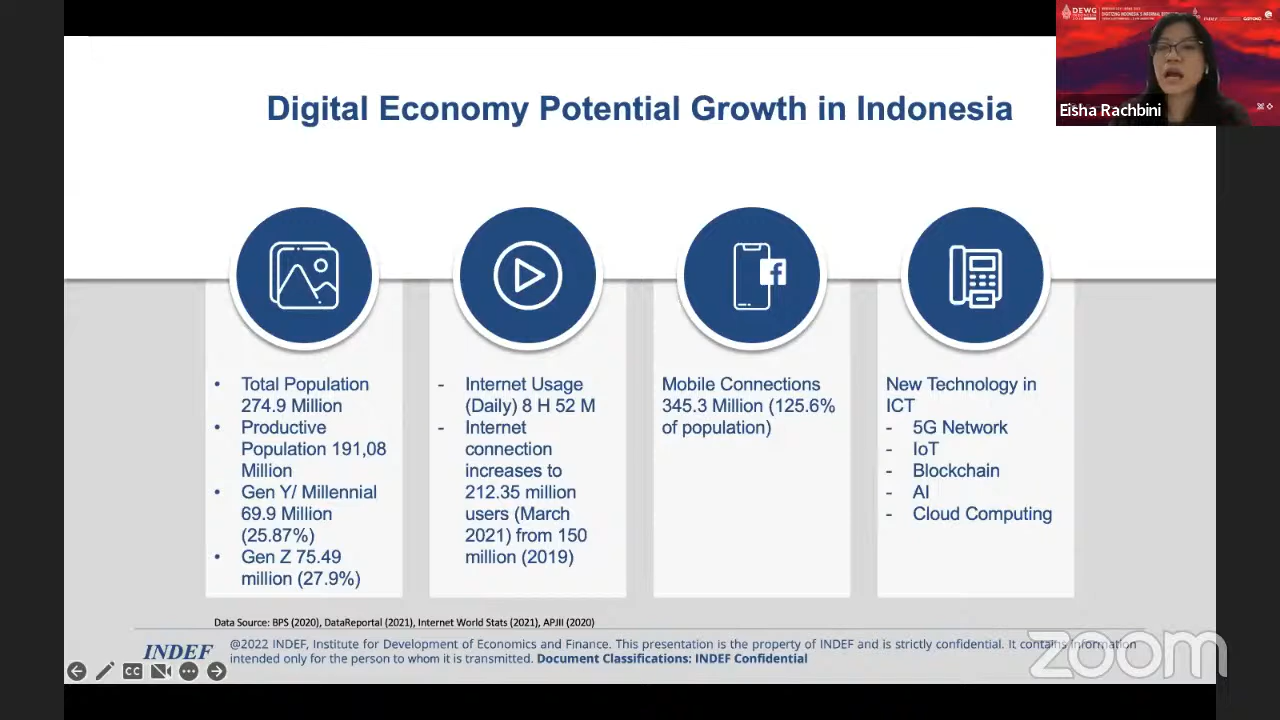 DEWG
Eisha Rachbini
Digital Economy Potential Growth in Indonesia
• Total Population
274.9 Million
• Productive
Population 191,08
Million
• Gen Y/ Millennial
69.9 Million
(25.87%)
• Gen Z 75.49
million (27.9%)
- Internet Usage
(Daily) 8 H 52 M
- Internet
connection
increases to
212.35 million
users (March
2021) from 150
million (2019)
Mobile Connections
345.3 Million (125.6%
of population)
New Technology in
ICT
- 5G Network
- IoT
- Blockchain
- AI
- Cloud Computing
Data Source: BPS (2020), DataReportal (2021), Internet World Stats (2021), APJII (2020)
INDEF
@2022 INDEF, Institute for Development of Economics and Finance. This presentation is the property of INDEF and is strictly confidential. It contains information
intended only for the person to whom it is transmitted. Document Classifications: INDEF Confidential
CC
zoom